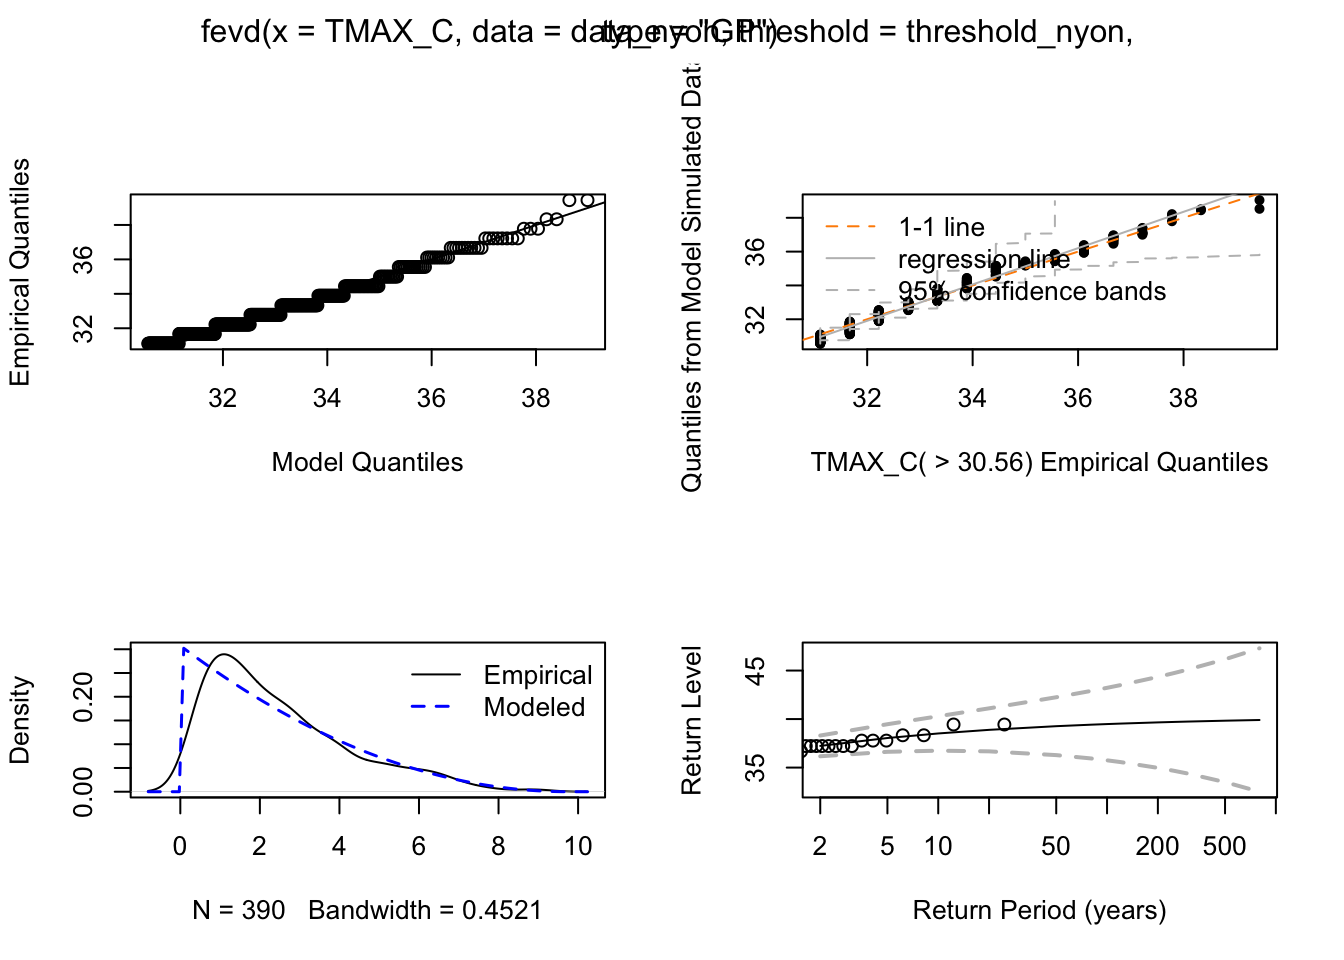 fevd(x = TMAX_C, data = data_nyon, threshold = threshold_nyon,
type = "GP")
Empirical Quantiles
32
36
32
34
36
38
Model Quantiles
Quantiles from Model Simulated Dat
32
36
1-1 line
regression line
95% confidence bands
32
34
36
38
TMAX_C( > 30.56) Empirical Quantiles
Density
0.00
0.20
Empirical
Modeled
0
2
4
6
8
10
N = 390 Bandwidth = 0.4521
Return Level
35
45
2
5
10
50
200
500
Return Period (years)